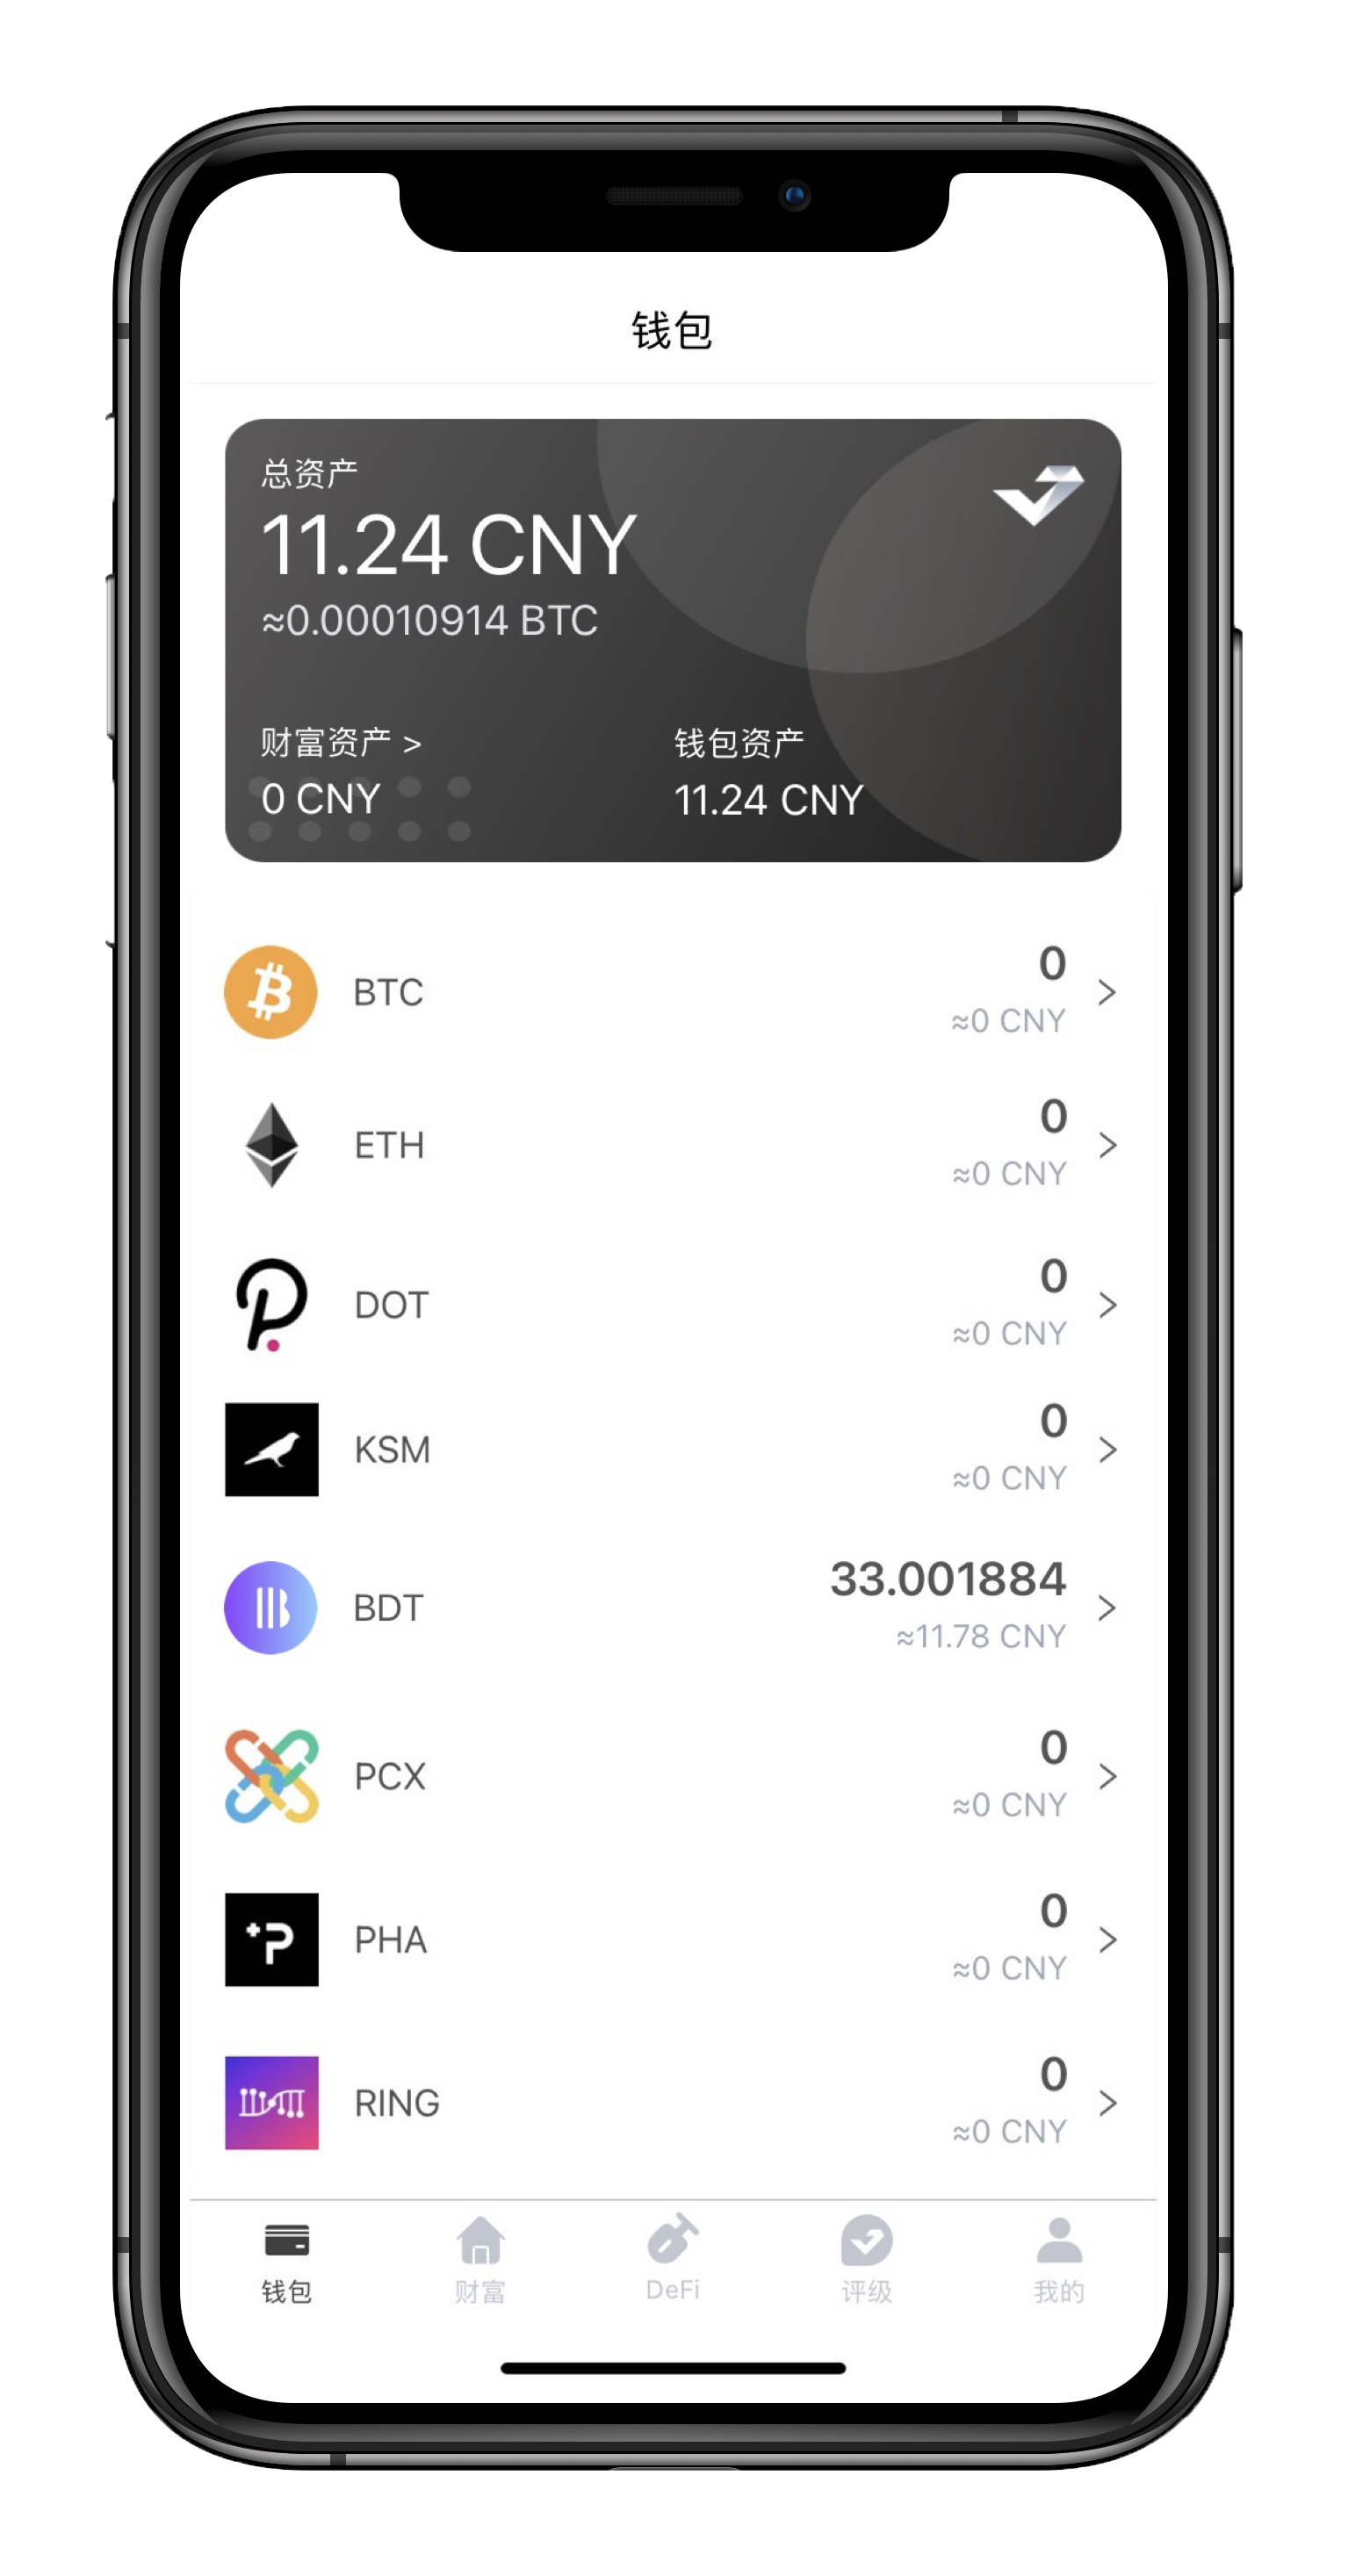 钱包
总资产
11.24 CNY
≈0.00010914 BTC
财富资产 > 钱包资产
0 CNY 11.24 CNY
BTC 0
≈0 CNY
ETH 0
≈0 CNY
DOT 0
≈0 CNY
KSM 0
≈0 CNY
BDT 33.001884
≈11.78 CNY
PCX 0
≈0 CNY
PHA 0
≈0 CNY
RING 0
≈0 CNY
钱包 财富 DeFi 评级 我的